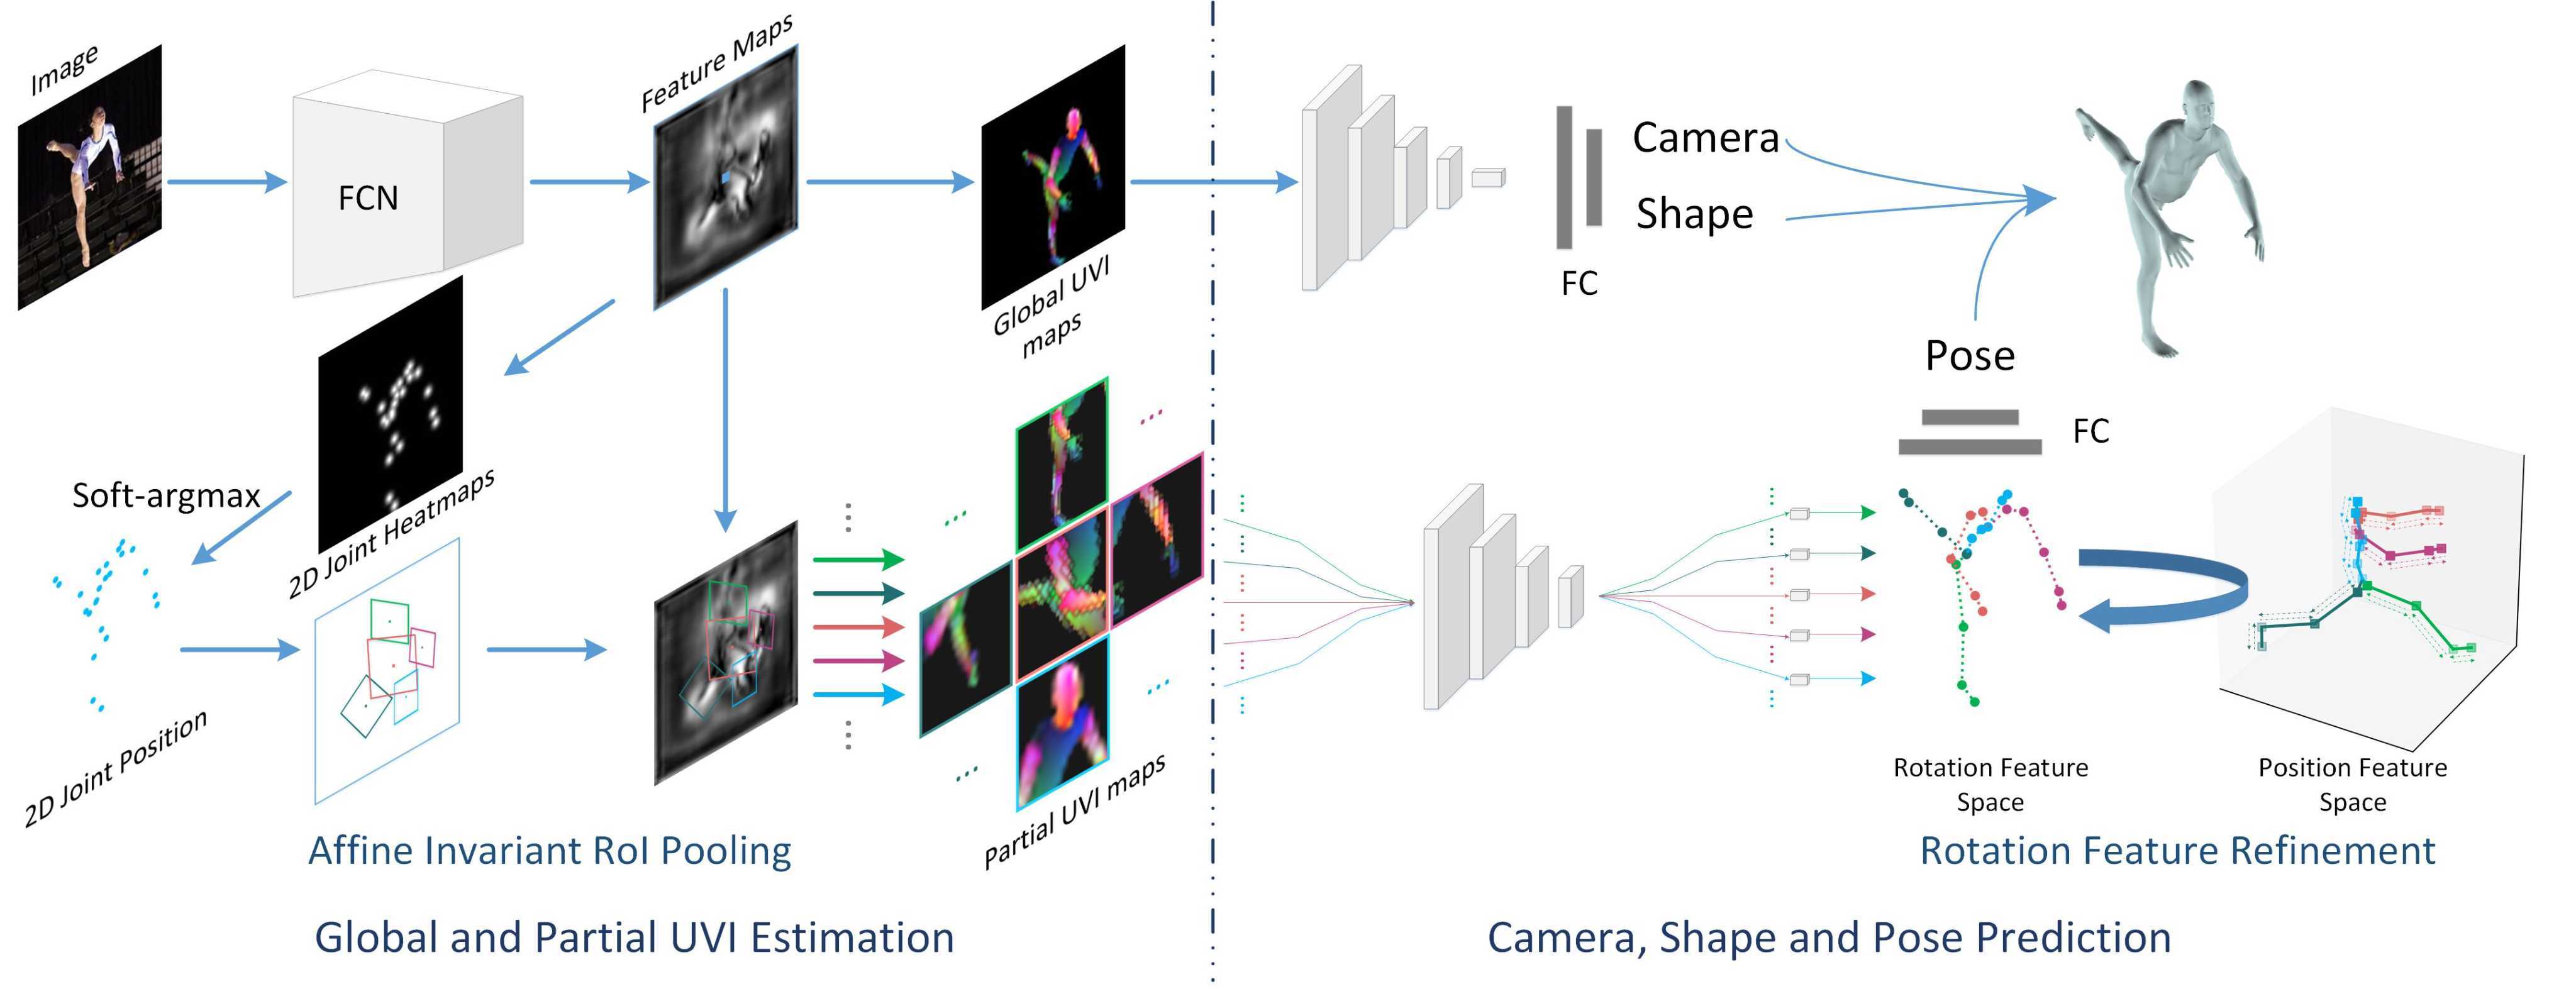 Image
FCN
Feature Maps
Global UVI
maps
Camera
Shape
FC
Pose
FC
Soft-argmax
2D Joint Heatmaps
2D Joint Position
Partial UVI maps
Rotation Feature
Space
Position Feature
Space
Affine Invariant RoI Pooling
Rotation Feature Refinement
Global and Partial UVI Estimation
Camera, Shape and Pose Prediction